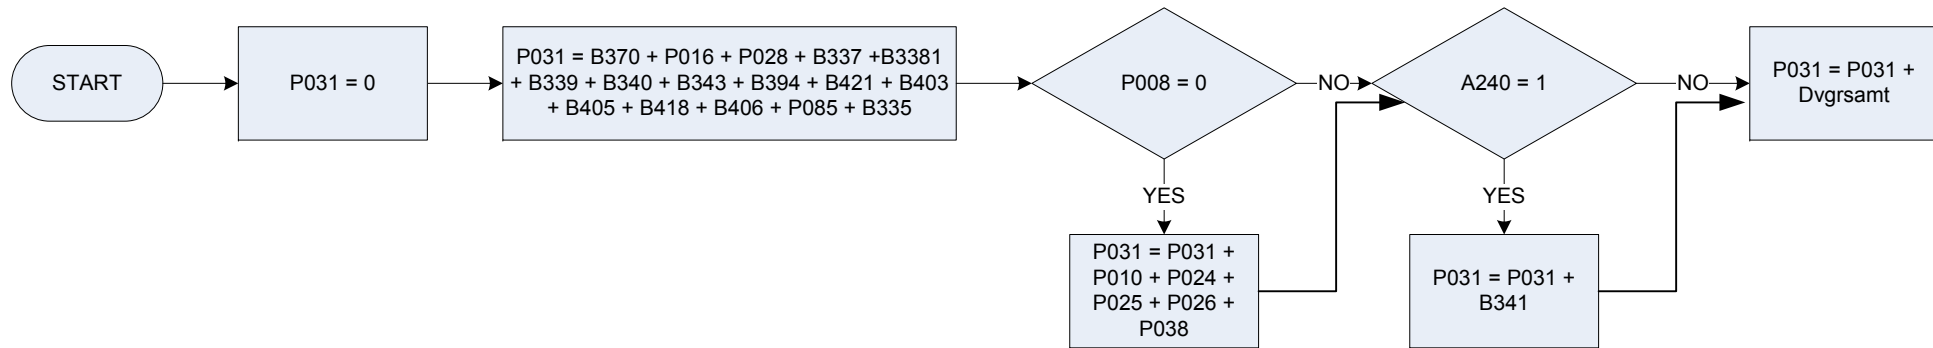 START
P031 = 0
P031 = B370 + P016 + P028 + B337 +B3381
+ B339 + B340 + B343 + B394 + B421 + B403
+ B405 + B418 + B406 + P085 + B335
P008 = 0
NO
A240 = 1
NO
P031 = P031 +
Dvgrsamt
YES
YES
P031 = P031 +
P010 + P024 +
P025 + P026 +
P038
P031 = P031 +
B341